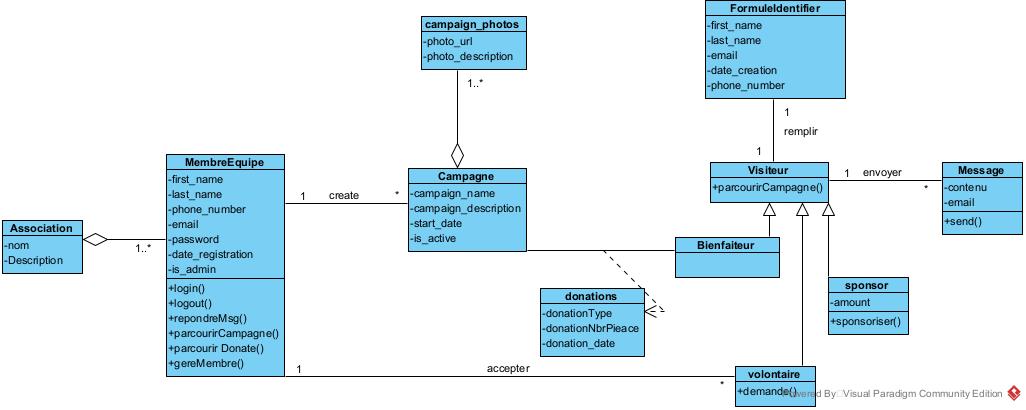 campaign_photos
-photo_url
-photo_description
1..*
FormuleIdentifier
-first_name
-last_name
-email
-date_creation
-phone_number
1
remplir
1
MembreEquipe
-first_name
-last_name
-phone_number
-email
-password
-date_registration
-is_admin
+login()
+logout()
+repondreMsg()
+parcourirCampagne()
+parcourir Donate()
+gereMembre()
1
create
*
Campagne
-campaign_name
-campaign_description
-start_date
-is_active
Visiteur
+parcourirCampagne()
1
envoyer
*
Message
-contenu
-email
+send()
Association
-nom
-Description
1..*
Bienfaiteur
donations
-donationType
-donationNbrPieace
-donation_date
sponsor
-amount
+sponsoriser()
1
accepter
*
volontaire
+demande()
Powered By Visual Paradigm Community Edition